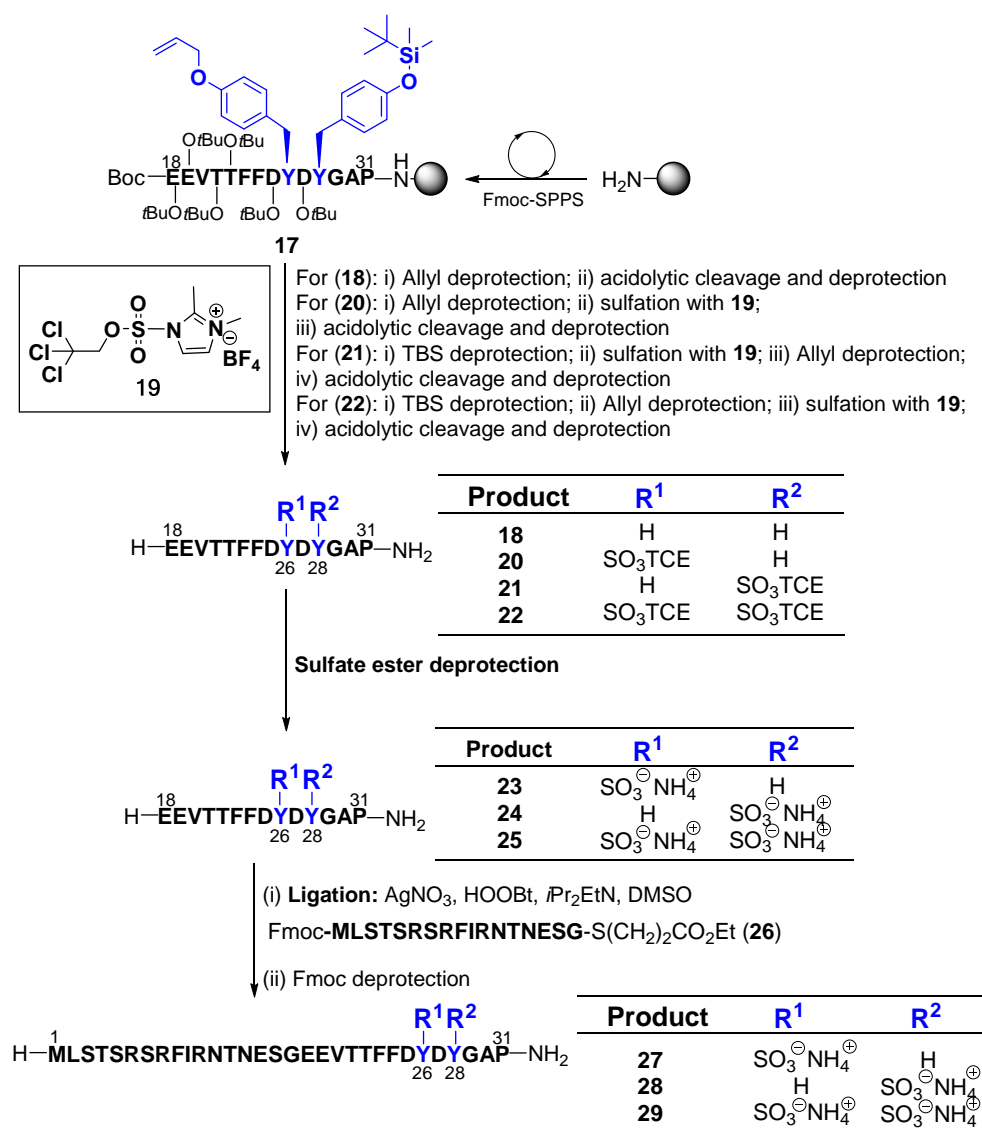 O
Si
O
OtBu OtBu
18
31
H
Boc–EEVTTFFDYDYGAP–N
H2N
Fmoc-SPPS
tBuO tBuO tBuO OtBu
17
Cl
Cl
Cl
O
O
S
O
N
N
⊕
⊖
BF4
19
For (18): i) Allyl deprotection; ii) acidolytic cleavage and deprotection
For (20): i) Allyl deprotection; ii) sulfation with 19;
iii) acidolytic cleavage and deprotection
For (21): i) TBS deprotection; ii) sulfation with 19; iii) Allyl deprotection;
iv) acidolytic cleavage and deprotection
For (22): i) TBS deprotection; ii) Allyl deprotection; iii) sulfation with 19;
iv) acidolytic cleavage and deprotection
R1 R2
18
31
H–EEVTTFFDYDYGAP–NH2
26 28
Product R1 R2
18 H H
20 SO3TCE H
21 H SO3TCE
22 SO3TCE SO3TCE
Sulfate ester deprotection
R1 R2
18
31
H–EEVTTFFDYDYGAP–NH2
26 28
Product R1 R2
23 SO3⊖NH4⊕ H
24 H SO3⊖NH4⊕
25 SO3⊖NH4⊕ SO3⊖NH4⊕
(i) Ligation: AgNO3, HOOBt, iPr2EtN, DMSO
Fmoc-MLSTSRSRFIRNTNESG-S(CH2)2CO2Et (26)
(ii) Fmoc deprotection
R1 R2
1
31
H–MLSTSRSRFIRNTNESGEEVTTFFDYDYGAP–NH2
26 28
Product R1 R2
27 SO3⊖NH4⊕ H
28 H SO3⊖NH4⊕
29 SO3⊖NH4⊕ SO3⊖NH4⊕